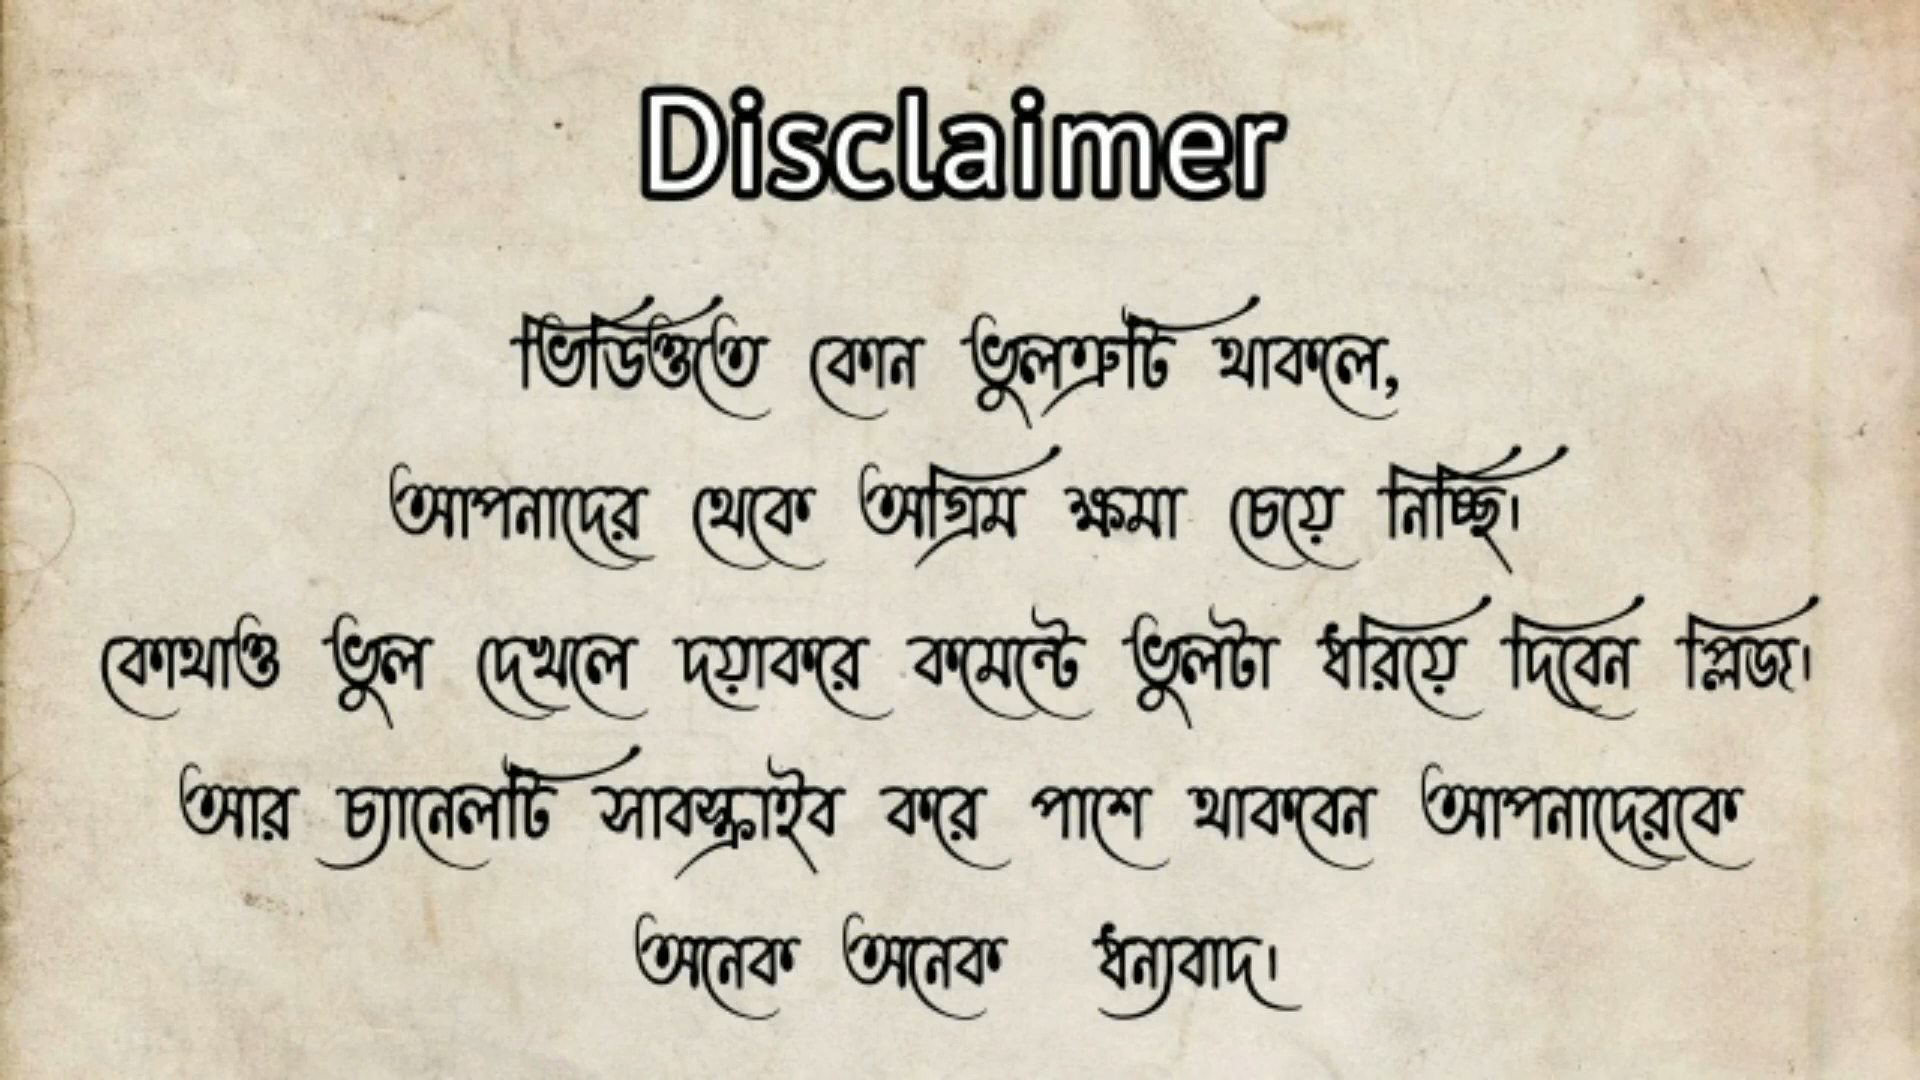 Disclaimer
ভিডিওতে কোন ভুলত্রুটি থাকলে,
আপনাদের থেকে অগ্রিম ক্ষমা চেয়ে নিচ্ছি।
কোথাও ভুল দেখলে দয়াকরে কমেন্টে ভুলটা ধরিয়ে দিবেন প্লিজ।
আর চ্যানেলটি সাবস্ক্রাইব করে পাশে থাকবেন আপনাদেরকে
অনেক অনেক ধন্যবাদ।